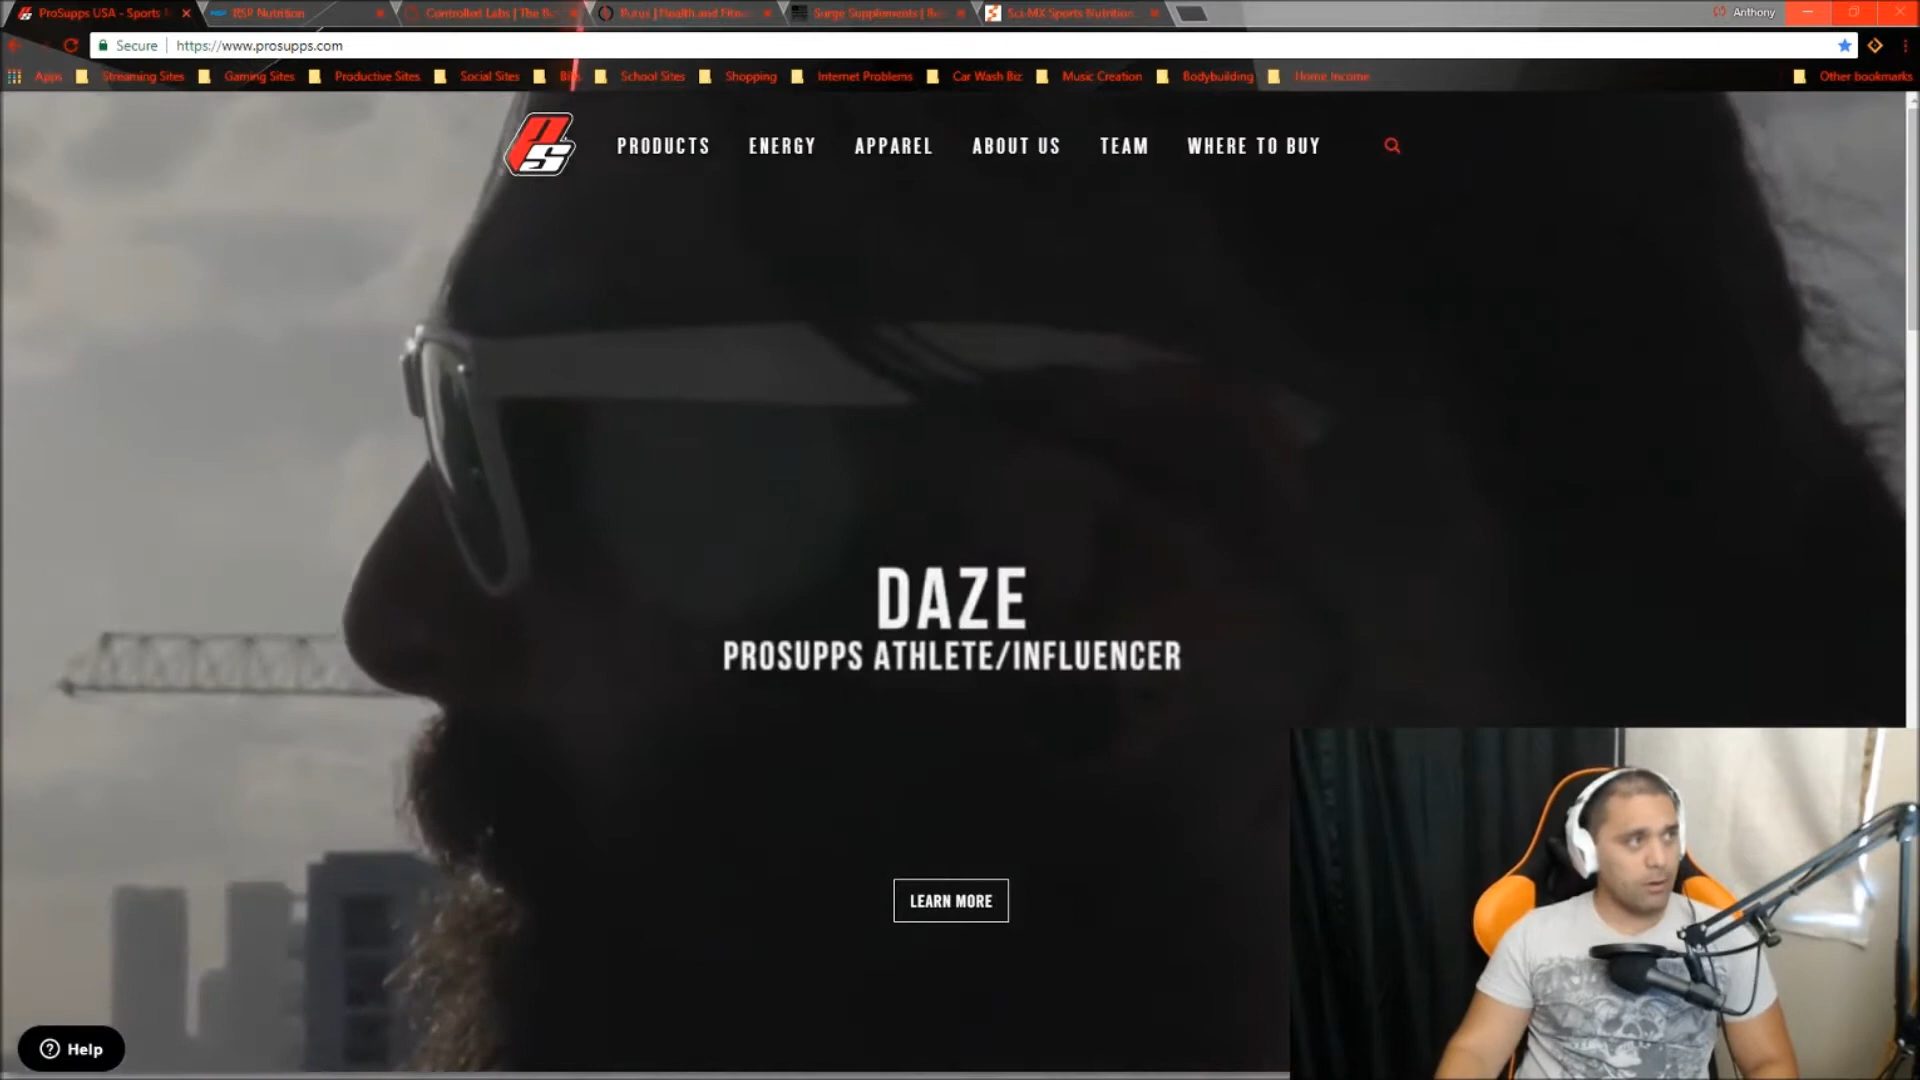 ProSupps USA - Sports
RSP Nutrition
Controlled Labs | The
Surge Supplements |
Sci-MX Sports Nutrition
Anthony
Secure
https://www.prosupps.com
Apps
Streaming Sites
Gaming Sites
Productive Sites
Social Sites
School Sites
Shopping
Internet Problems
Car Wash Biz
Music Creation
Bodybuilding
Home Income
Other bookmarks
PS
PRODUCTS
ENERGY
APPAREL
ABOUT US
TEAM
WHERE TO BUY
DAZE
PROSUPPS ATHLETE/INFLUENCER
LEARN MORE
Help